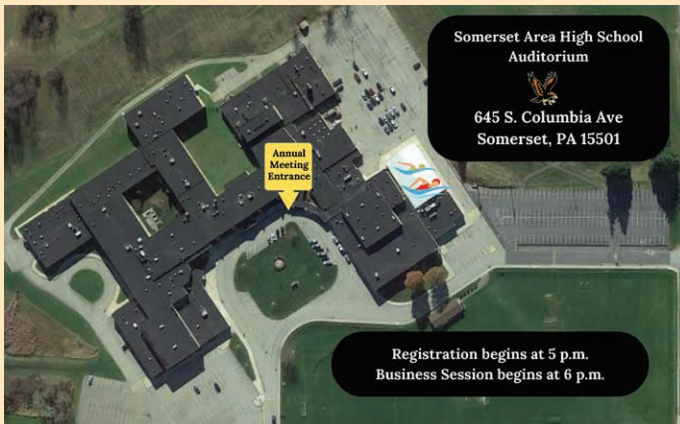 Somerset Area High School
Auditorium
645 S. Columbia Ave
Somerset, PA 15501
Annual
Meeting
Entrance
Registration begins at 5 p.m.
Business Session begins at 6 p.m.